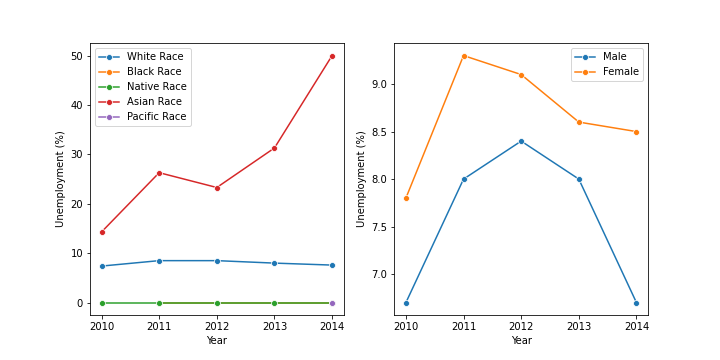 50
40
30
20
10
0
Unemployment (%)
White Race
Black Race
Native Race
Asian Race
Pacific Race
2010 2011 2012 2013 2014
Year
9.0
8.5
8.0
7.5
7.0
Unemployment (%)
Male
Female
2010 2011 2012 2013 2014
Year